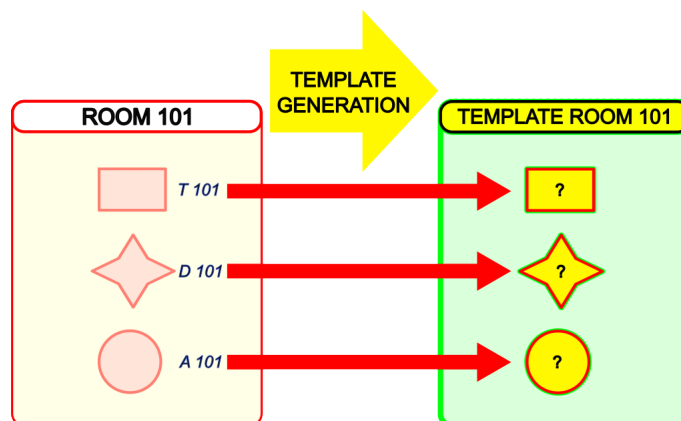 TEMPLATE
GENERATION
ROOM 101
TEMPLATE ROOM 101
T 101
?
D 101
?
A 101
?